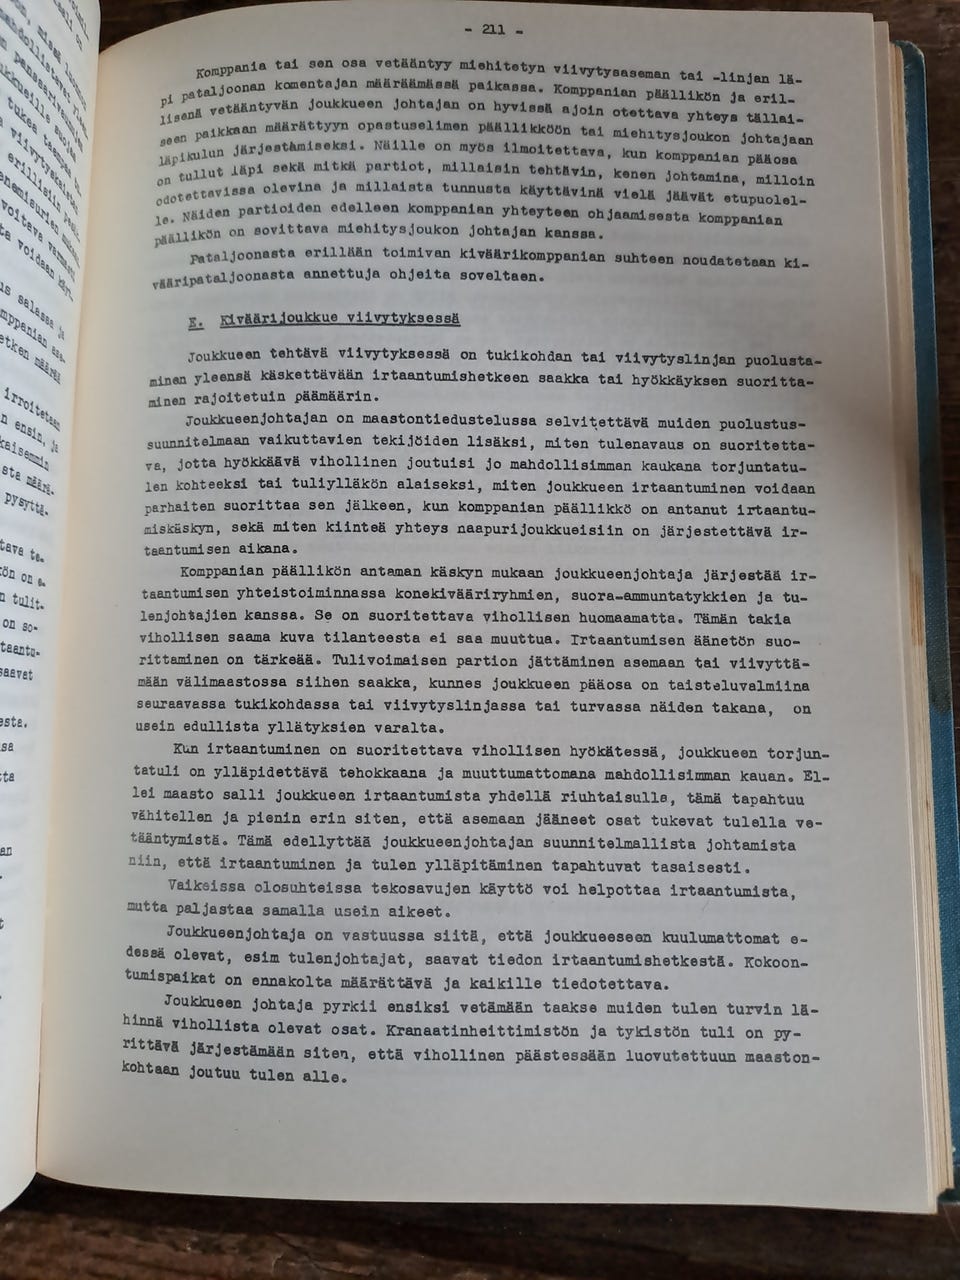 - 211 -
Komppania tai sen osa vetääntyy miehitetyn viivytysaseman tai -linjan lä-
pi pataljoonan komentajan määräämässä paikassa. Komppanian päällikön ja eril-
lisenä vetääntyvän joukkueen johtajan on hyvissä ajoin otettava yhteys tällai-
seen paikkaan määrättyyn opastuselimen päällikköön tai miehitysjoukon johtajaan
läpikulun järjestämiseksi. Näille on myös ilmoitettava, kun komppanian pääosa
on tullut läpi sekä mitkä partiot, millaisin tehtävin, kenen johtamina, milloin
odotettavissa olevina ja millaista tunnusta käyttävinä vielä jäävät etupuolel-
le. Näiden partioiden edelleen komppanian yhteyteen ohjaamisesta komppanian
päällikön on sovittava miehitysjoukon johtajan kanssa.
Pataljoonasta erillään toimivan kiväärikomppanian suhteen noudatetaan ki-
vääripataljoonasta annettuja ohjeita soveltaen.
E. Kiväärijoukkue viivytyksessä
Joukkueen tehtävä viivytyksessä on tukikohdan tai viivytyslinjan puolusta-
minen yleensä käskettävään irtaantumishetkeen saakka tai hyökkäyksen suoritta-
minen rajoitetuin päämäärin.
Joukkueenjohtajan on maastontiedustelussa selvitettävä muiden puolustus-
suunnitelmaan vaikuttavien tekijöiden lisäksi, miten tulenavaus on suoritetta-
va, jotta hyökkäävä vihollinen joutuisi jo mahdollisimman kaukana torjuntatu-
len kohteeksi tai tuliylläkön alaiseksi, miten joukkueen irtaantuminen voidaan
parhaiten suorittaa sen jälkeen, kun komppanian päällikkö on antanut irtaantu-
miskäskyn, sekä miten kiinteä yhteys naapurijoukkueisiin on järjestettävä ir-
taantumisen aikana.
Komppanian päällikön antaman käskyn mukaan joukkueenjohtaja järjestää ir-
taantumisen yhteistoiminnassa konekivääriryhmien, suora-ammuntatykkien ja tu-
lenjohtajien kanssa. Se on suoritettava vihollisen huomaamatta. Tämän takia
vihollisen saama kuva tilanteesta ei saa muuttua. Irtaantumisen äänetön suo-
rittaminen on tärkeää. Tulivoimaisen partion jättäminen asemaan tai viivyttä-
mään välimaastossa siihen saakka, kunnes joukkueen pääosa on taisteluvalmiina
seuraavassa tukikohdassa tai viivytyslinjassa tai turvassa näiden takana, on
usein edullista yllätyksien varalta.
Kun irtaantuminen on suoritettava vihollisen hyökätessä, joukkueen torjun-
tatuli on ylläpidettävä tehokkaana ja muuttumattomana mahdollisimman kauan. El-
lei maasto salli joukkueen irtaantumista yhdellä riuhtaisulla, tämä tapahtuu
vähitellen ja pienin erin siten, että asemaan jääneet osat tukevat tulella ve-
tääntymistä. Tämä edellyttää joukkueenjohtajan suunnitelmallista johtamista
niin, että irtaantuminen ja tulen ylläpitäminen tapahtuvat tasaisesti.
Vaikeissa olosuhteissa tekosavujen käyttö voi helpottaa irtaantumista,
mutta paljastaa samalla usein aikeet.
Joukkueenjohtaja on vastuussa siitä, että joukkueeseen kuulumattomat e-
dessä olevat, esim tulenjohtajat, saavat tiedon irtaantumishetkestä. Kokoon-
tumispaikat on ennakolta määrättävä ja kaikille tiedotettava.
Joukkueen johtaja pyrkii ensiksi vetämään taakse muiden tulen turvin lä-
hinnä vihollista olevat osat. Kranaatinheittimistön ja tykistön tuli on py-
rittävä järjestämään siten, että vihollinen päästessään luovutettuun maaston-
kohtaan joutuu tulen alle.